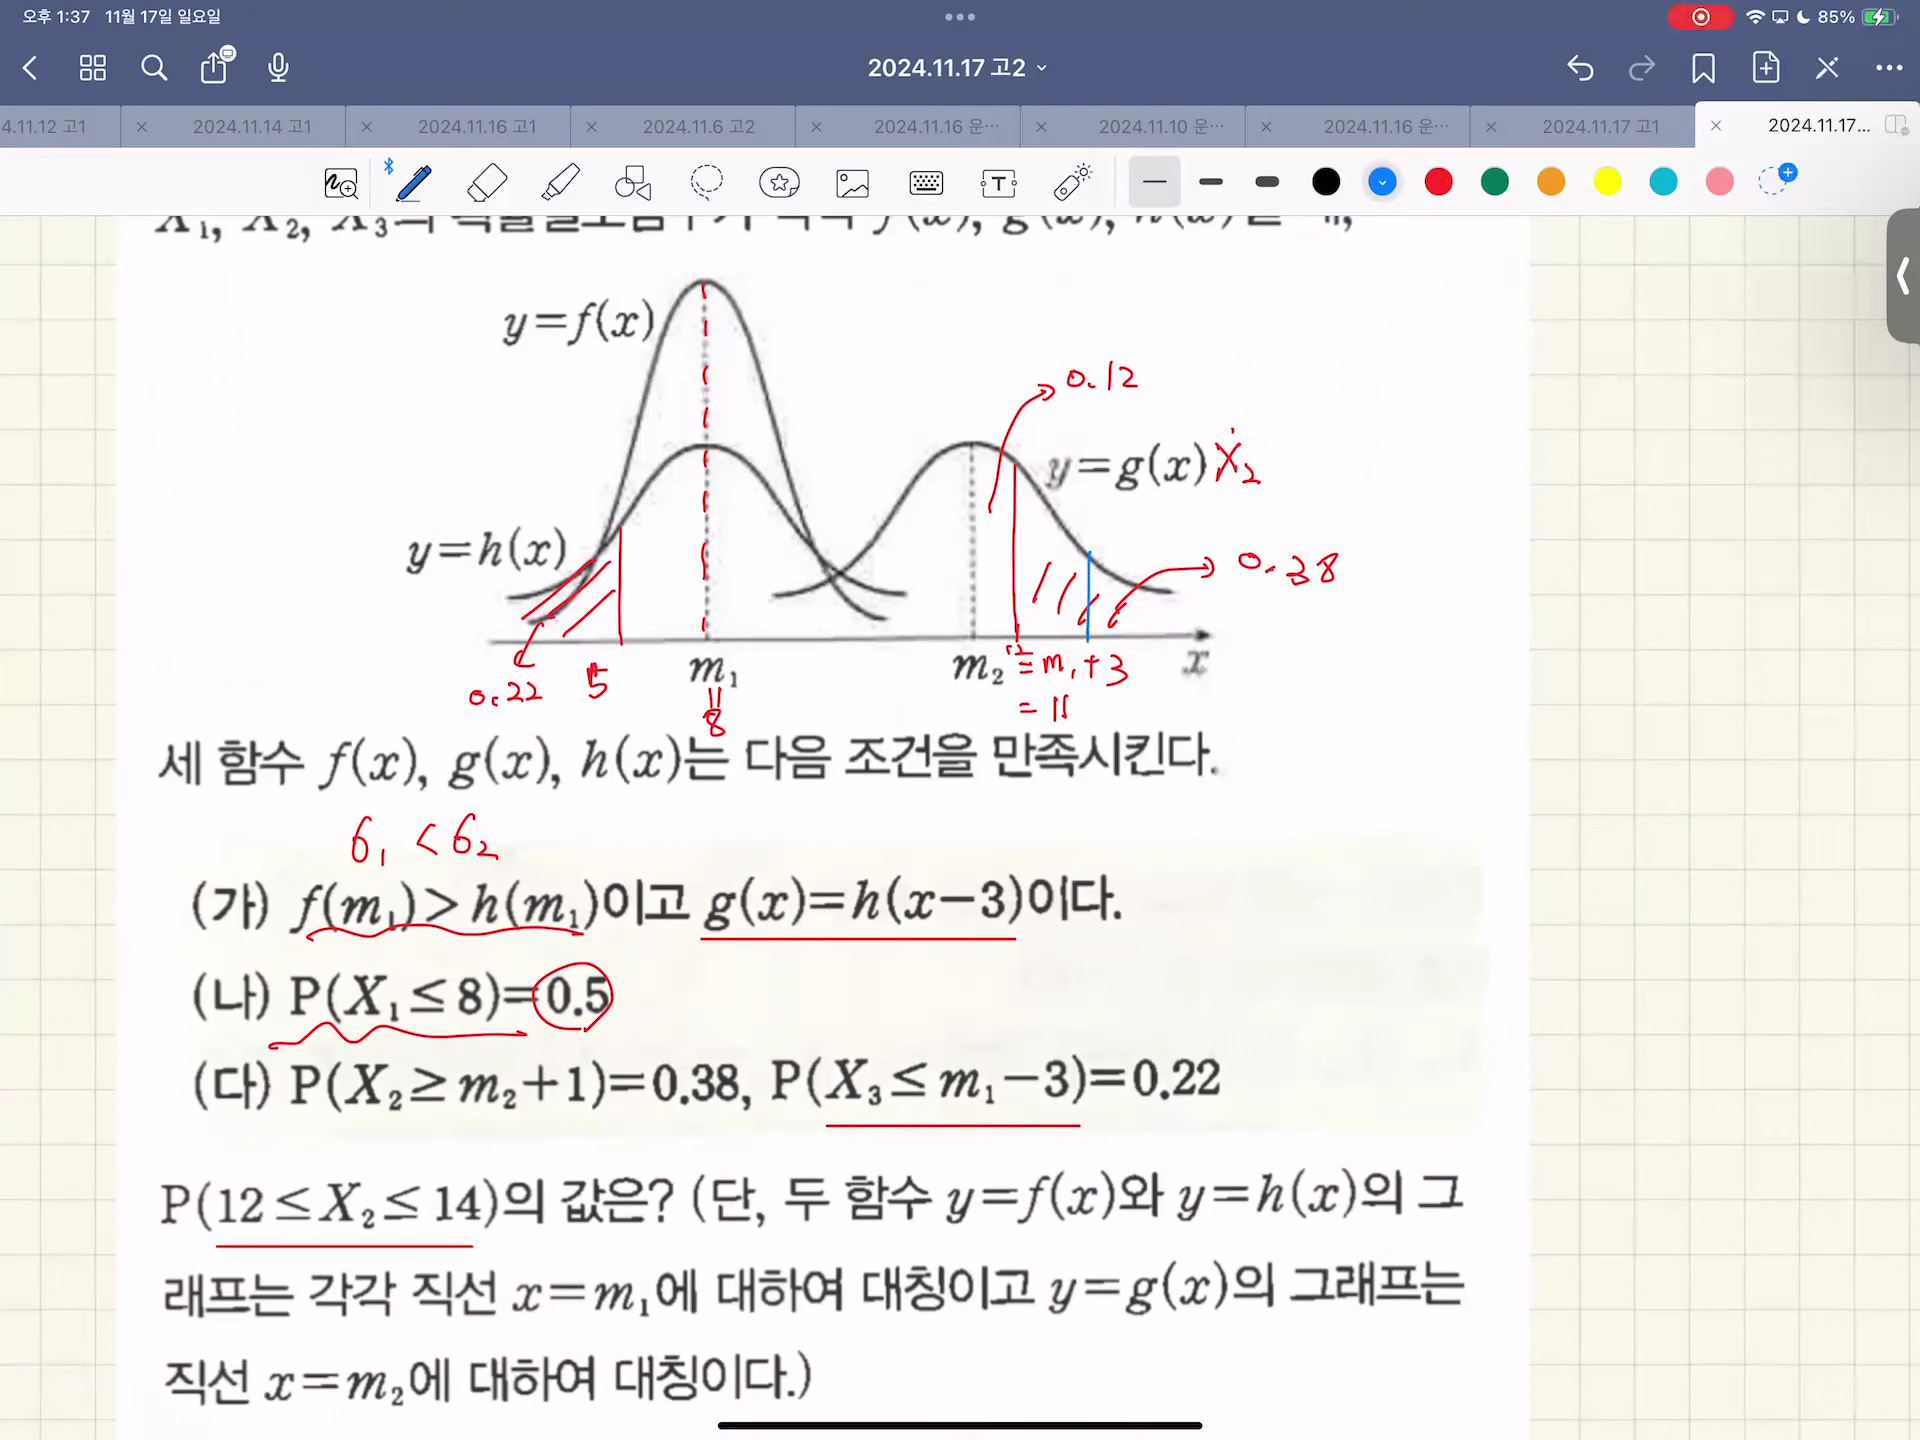 오후 1:37 11월 17일 일요일
85%
2024.11.17 고2
4.11.12 고1
2024.11.14 고1
2024.11.16 고1
2024.11.6 고2
2024.11.16 운…
2024.11.10 운…
2024.11.16 운…
2024.11.17 고1
2024.11.17...
y=f(x)
0.12
y=g(x) X₂
y=h(x)
0.38
m₁ m₂ 12 = m₁+3 x
0.22 5
= 11
8
세 함수 f(x), g(x), h(x)는 다음 조건을 만족시킨다.
σ₁ < σ₂
(가) f(m₁)>h(m₁)이고 g(x)=h(x-3)이다.
(나) P(X₁≤8)=0.5
(다) P(X₂≥m₂+1)=0.38, P(X₃≤m₁-3)=0.22
P(12≤X₂≤14)의 값은? (단, 두 함수 y=f(x)와 y=h(x)의 그
래프는 각각 직선 x=m₁에 대하여 대칭이고 y=g(x)의 그래프는
직선 x=m₂에 대하여 대칭이다.)